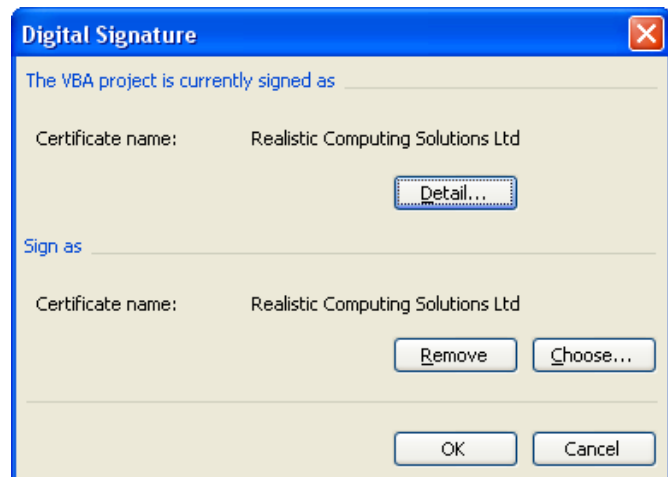 Digital Signature
The VBA project is currently signed as
Certificate name: Realistic Computing Solutions Ltd
Detail...
Sign as
Certificate name: Realistic Computing Solutions Ltd
Remove Choose...
OK Cancel